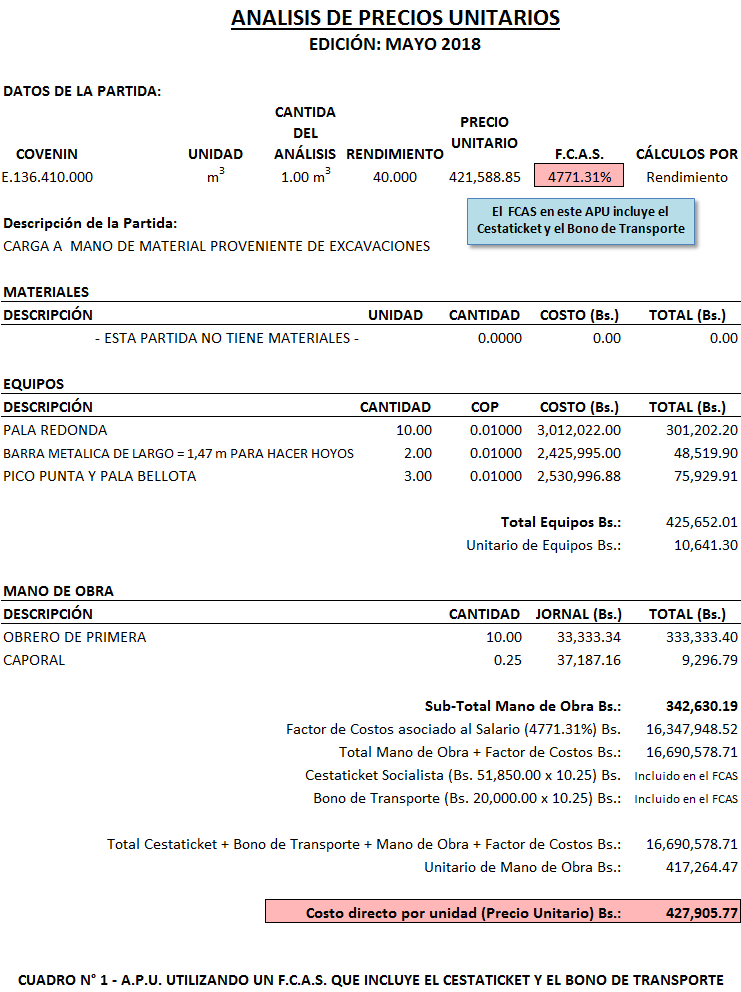 ANALISIS DE PRECIOS UNITARIOS
EDICIÓN: MAYO 2018
DATOS DE LA PARTIDA:
COVENIN UNIDAD CANTIDA DEL ANÁLISIS RENDIMIENTO PRECIO UNITARIO F.C.A.S. CÁLCULOS POR
E.136.410.000 m³ 1.00 m³ 40.000 421,588.85 4771.31% Rendimiento
El FCAS en este APU incluye el
Cestaticket y el Bono de Transporte
Descripción de la Partida:
CARGA A MANO DE MATERIAL PROVENIENTE DE EXCAVACIONES
MATERIALES
DESCRIPCIÓN UNIDAD CANTIDAD COSTO (Bs.) TOTAL (Bs.)
- ESTA PARTIDA NO TIENE MATERIALES - 0.0000 0.00 0.00
EQUIPOS
DESCRIPCIÓN CANTIDAD COP COSTO (Bs.) TOTAL (Bs.)
PALA REDONDA 10.00 0.01000 3,012,022.00 301,202.20
BARRA METALICA DE LARGO = 1,47 m PARA HACER HOYOS 2.00 0.01000 2,425,995.00 48,519.90
PICO PUNTA Y PALA BELLOTA 3.00 0.01000 2,530,996.88 75,929.91
Total Equipos Bs.: 425,652.01
Unitario de Equipos Bs.: 10,641.30
MANO DE OBRA
DESCRIPCIÓN CANTIDAD JORNAL (Bs.) TOTAL (Bs.)
OBRERO DE PRIMERA 10.00 33,333.34 333,333.40
CAPORAL 0.25 37,187.16 9,296.79
Sub-Total Mano de Obra Bs.: 342,630.19
Factor de Costos asociado al Salario (4771.31%) Bs. 16,347,948.52
Total Mano de Obra + Factor de Costos Bs.: 16,690,578.71
Cestaticket Socialista (Bs. 51,850.00 x 10.25) Bs. Incluido en el FCAS
Bono de Transporte (Bs. 20,000.00 x 10.25) Bs.: Incluido en el FCAS
Total Cestaticket + Bono de Transporte + Mano de Obra + Factor de Costos Bs.: 16,690,578.71
Unitario de Mano de Obra Bs.: 417,264.47
Costo directo por unidad (Precio Unitario) Bs.: 427,905.77
CUADRO N° 1 - A.P.U. UTILIZANDO UN F.C.A.S. QUE INCLUYE EL CESTATICKET Y EL BONO DE TRANSPORTE